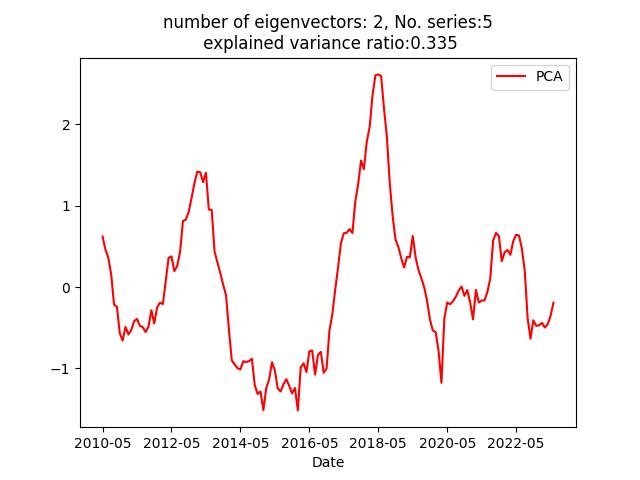 number of eigenvectors: 2, No. series:5
explained variance ratio:0.335
PCA
2
1
0
−1
2010-05 2012-05 2014-05 2016-05 2018-05 2020-05 2022-05
Date